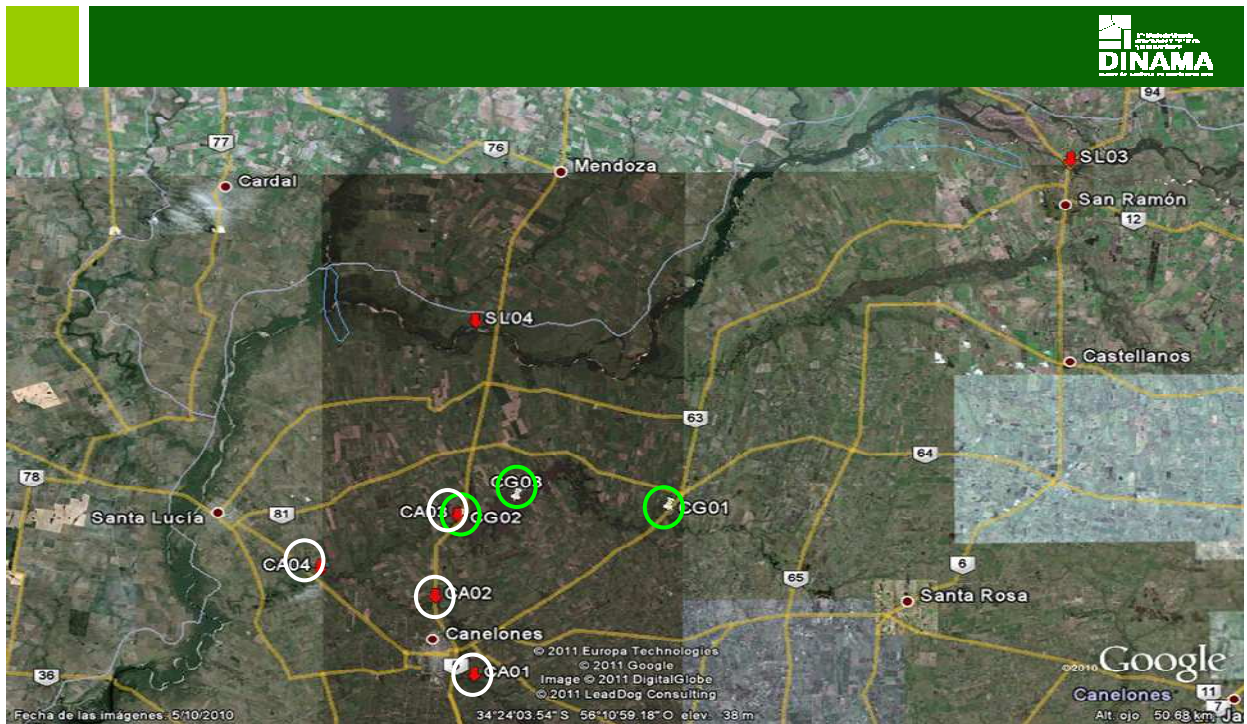 DINAMA
94
77
76
Mendoza
SL03
Cardal
San Ramón
12
SL04
Castellanos
63
64
78
CG03
CA03
CG02
CG01
Santa Lucía
81
CA04
6
65
CA02
Santa Rosa
Canelones
© 2011 Europa Technologies
© 2011 Google
Image © 2011 DigitalGlobe
© 2011 LeadDog Consulting
36
CA01
©2010 Google
Canelones
11
7
Fecha de las imágenes: 5/10/2010
34°24'03.54" S 56°10'59.18" O elev. 38 m
Alt. ojo 50.68 km